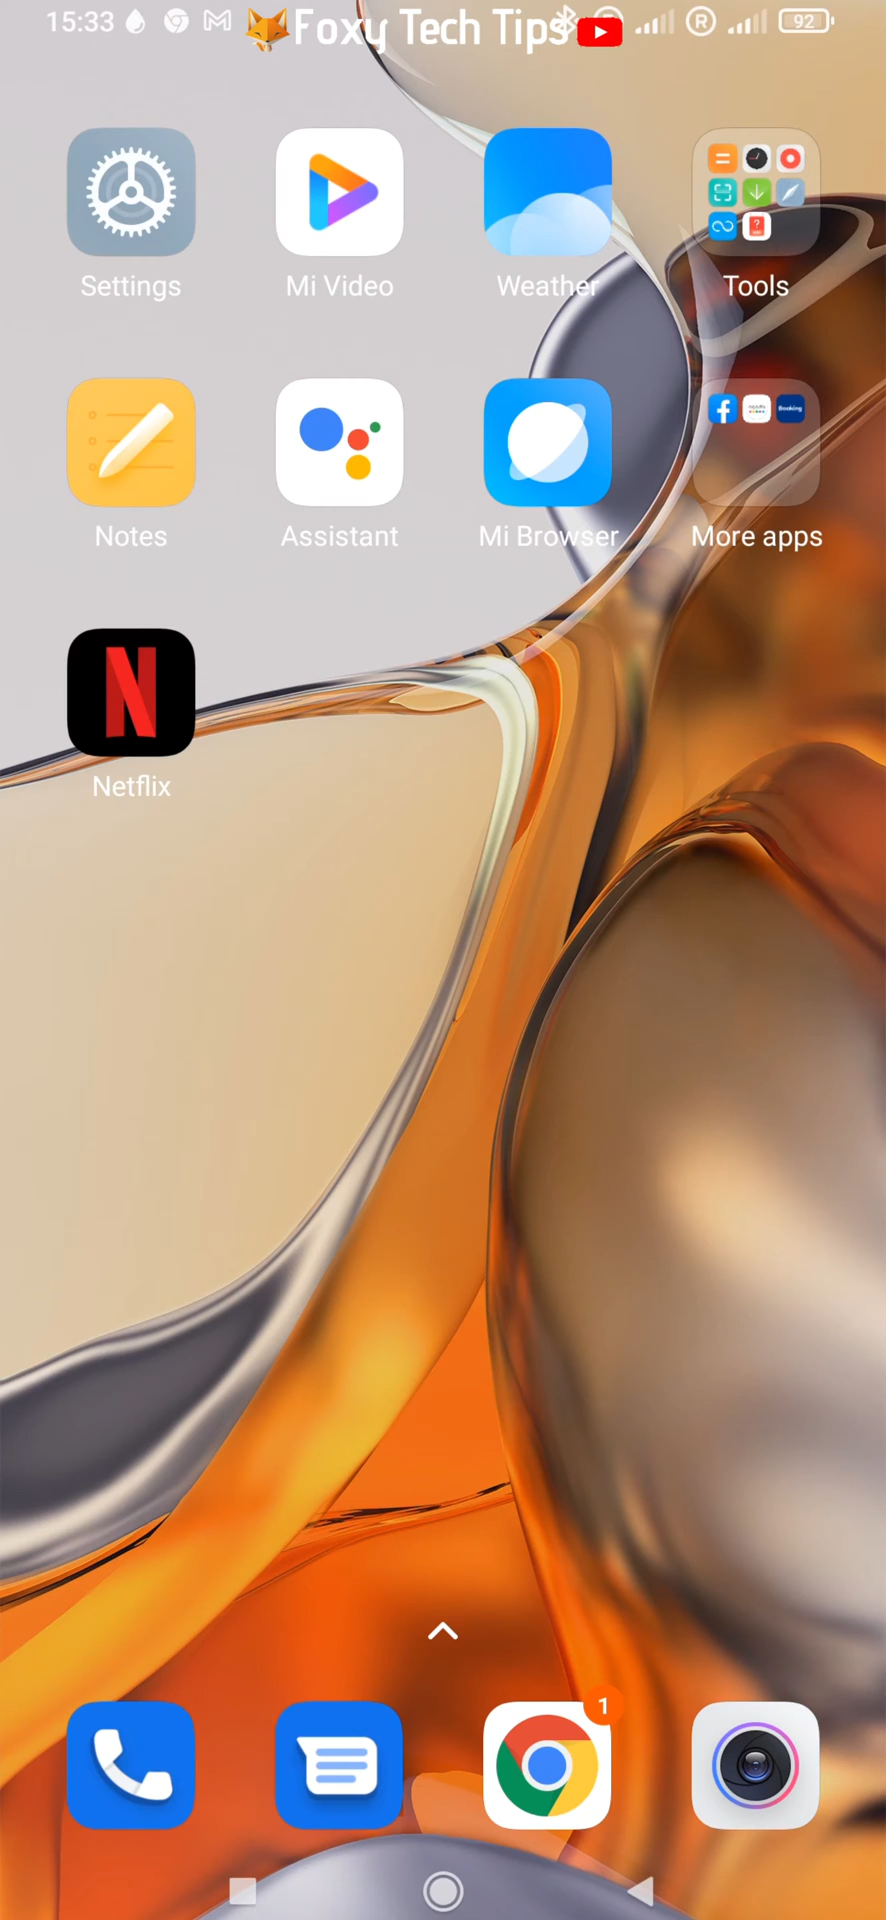 15:33 Foxy Tech Tips R 92
Settings Mi Video Weather Tools
Notes Assistant Mi Browser More apps
Booking
N
Netflix
1